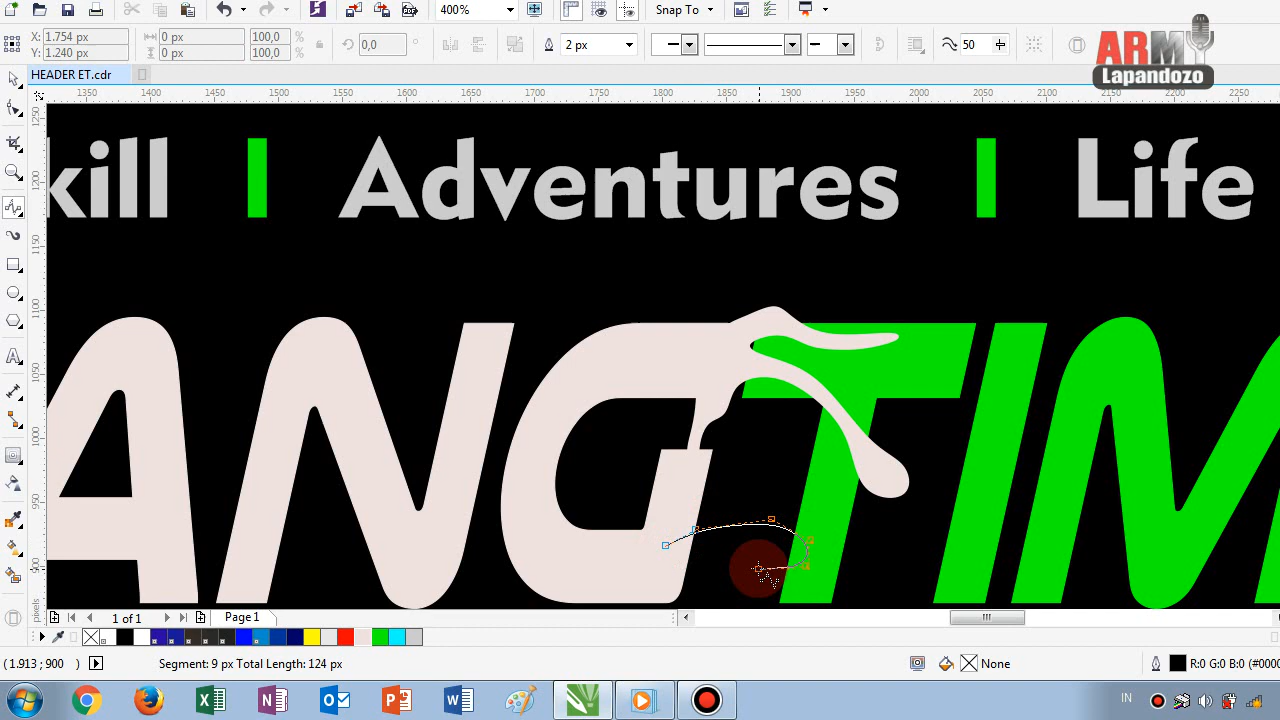 400%
Snap To
ARM
Lapandozo
X: 1.754 px
Y: 1.240 px
0 px
0 px
100,0
100,0
%
%
0,0
°
2 px
50
HEADER ET.cdr
1350 1400 1450 1500 1550 1600 1650 1700 1750 1800 1850 1900 1950 2000 2050 2100 2150 2200 2250
kill I Adventures I Life
ANGTIM
pixels
1 of 1
Page 1
(1.913 ; 900 )
Segment: 9 px Total Length: 124 px
None
R:0 G:0 B:0 (#000
IN